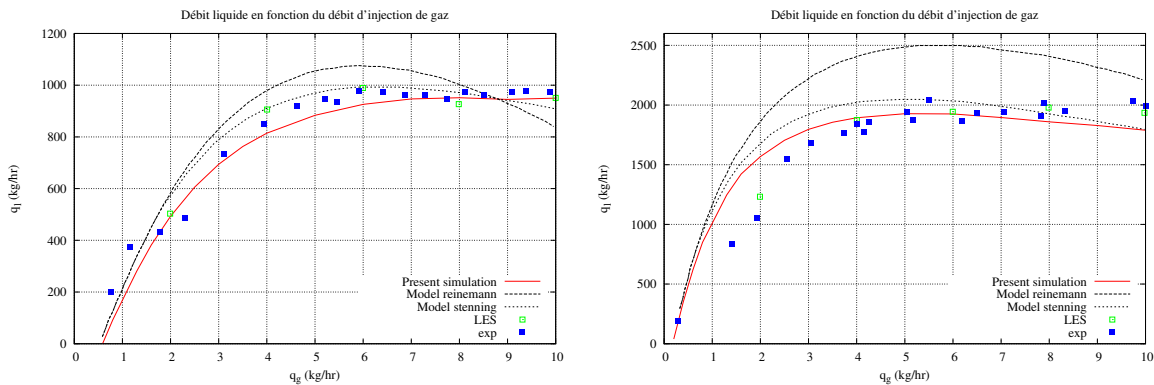 Débit liquide en fonction du débit d'injection de gaz
1200
1000
800
600
400
200
0
q_l (kg/hr)
Present simulation
Model reinemann
Model stenning
LES
exp
0 1 2 3 4 5 6 7 8 9 10
q_g (kg/hr)
Débit liquide en fonction du débit d'injection de gaz
2500
2000
1500
1000
500
0
q_l (kg/hr)
Present simulation
Model reinemann
Model stenning
LES
exp
0 1 2 3 4 5 6 7 8 9 10
q_g (kg/hr)